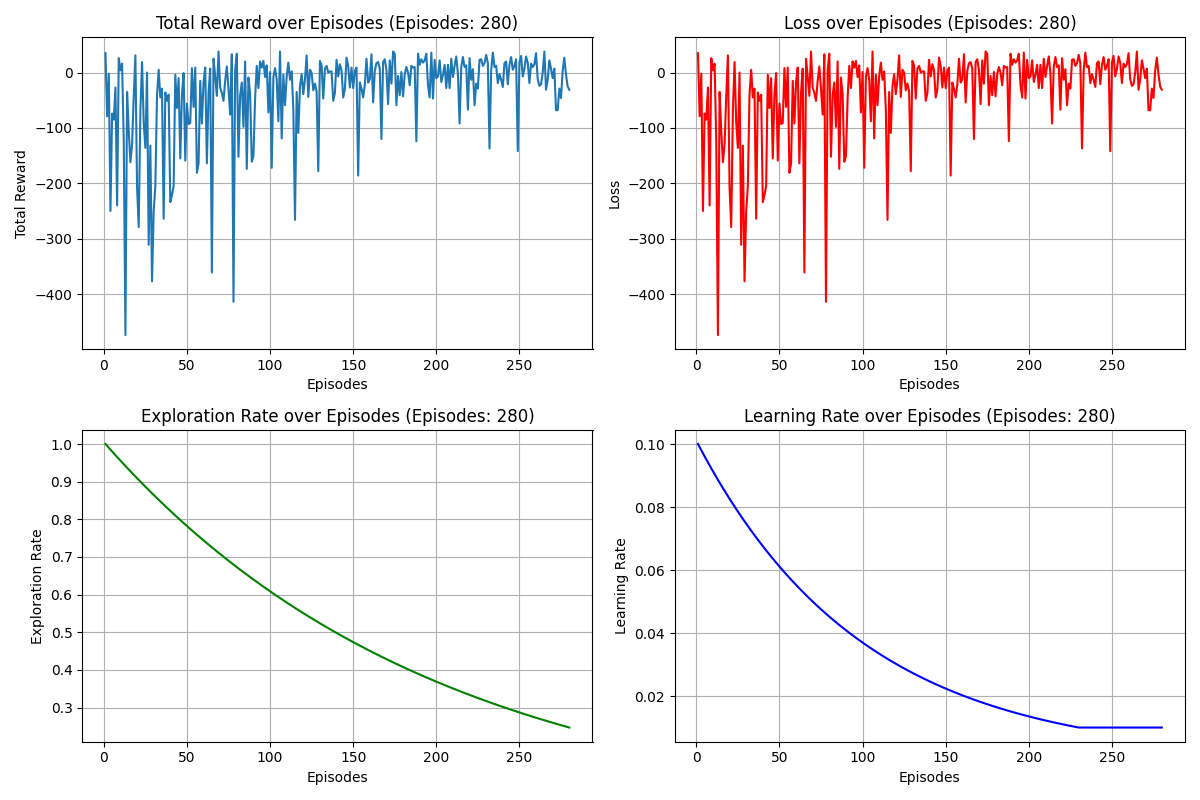 Total Reward over Episodes (Episodes: 280)
Total Reward
0
−100
−200
−300
−400
0 50 100 150 200 250
Episodes
Loss over Episodes (Episodes: 280)
Loss
0
−100
−200
−300
−400
0 50 100 150 200 250
Episodes
Exploration Rate over Episodes (Episodes: 280)
Exploration Rate
1.0
0.9
0.8
0.7
0.6
0.5
0.4
0.3
0 50 100 150 200 250
Episodes
Learning Rate over Episodes (Episodes: 280)
Learning Rate
0.10
0.08
0.06
0.04
0.02
0 50 100 150 200 250
Episodes